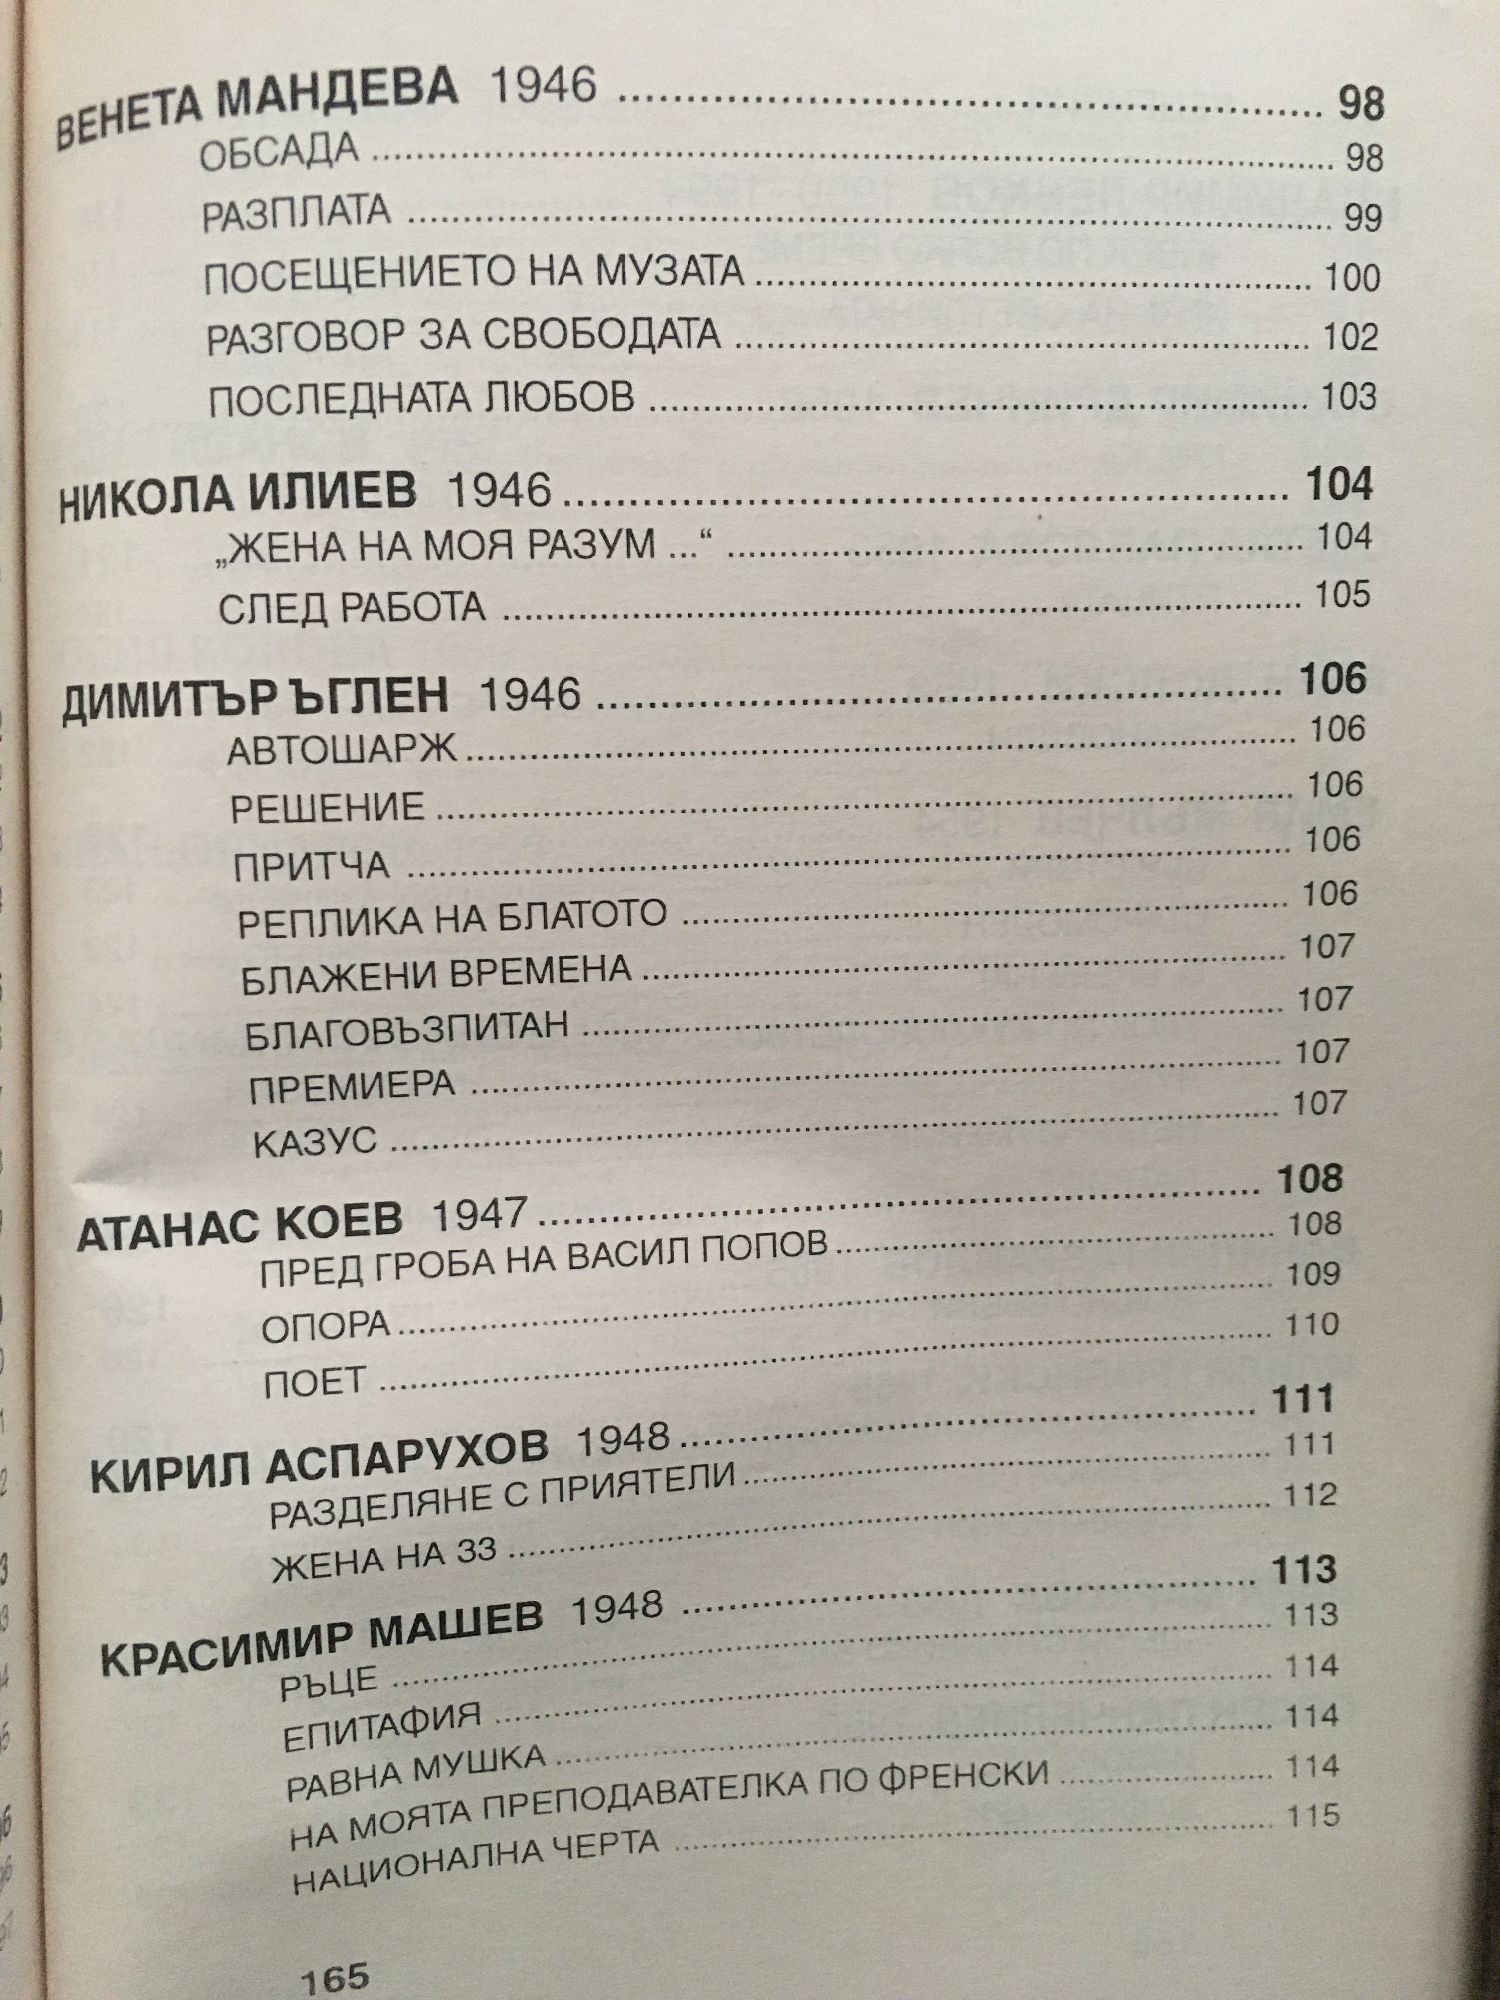 ВЕНЕТА МАНДЕВА 1946 ........ 98
ОБСАДА ........ 98
РАЗПЛАТА ........ 99
ПОСЕЩЕНИЕТО НА МУЗАТА ........ 100
РАЗГОВОР ЗА СВОБОДАТА ........ 102
ПОСЛЕДНАТА ЛЮБОВ ........ 103
НИКОЛА ИЛИЕВ 1946 ........ 104
„ЖЕНА НА МОЯ РАЗУМ ...“ ........ 104
СЛЕД РАБОТА ........ 105
ДИМИТЪР ЪГЛЕН 1946 ........ 106
АВТОШАРЖ ........ 106
РЕШЕНИЕ ........ 106
ПРИТЧА ........ 106
РЕПЛИКА НА БЛАТОТО ........ 106
БЛАЖЕНИ ВРЕМЕНА ........ 107
БЛАГОВЪЗПИТАН ........ 107
ПРЕМИЕРА ........ 107
КАЗУС ........ 107
АТАНАС КОЕВ 1947 ........ 108
ПРЕД ГРОБА НА ВАСИЛ ПОПОВ ........ 108
ОПОРА ........ 109
ПОЕТ ........ 110
КИРИЛ АСПАРУХОВ 1948 ........ 111
РАЗДЕЛЯНЕ С ПРИЯТЕЛИ ........ 111
ЖЕНА НА 33 ........ 112
КРАСИМИР МАШЕВ 1948 ........ 113
РЪЦЕ ........ 113
ЕПИТАФИЯ ........ 114
РАВНА МУШКА ........ 114
НА МОЯТА ПРЕПОДАВАТЕЛКА ПО ФРЕНСКИ ........ 114
НАЦИОНАЛНА ЧЕРТА ........ 115
165